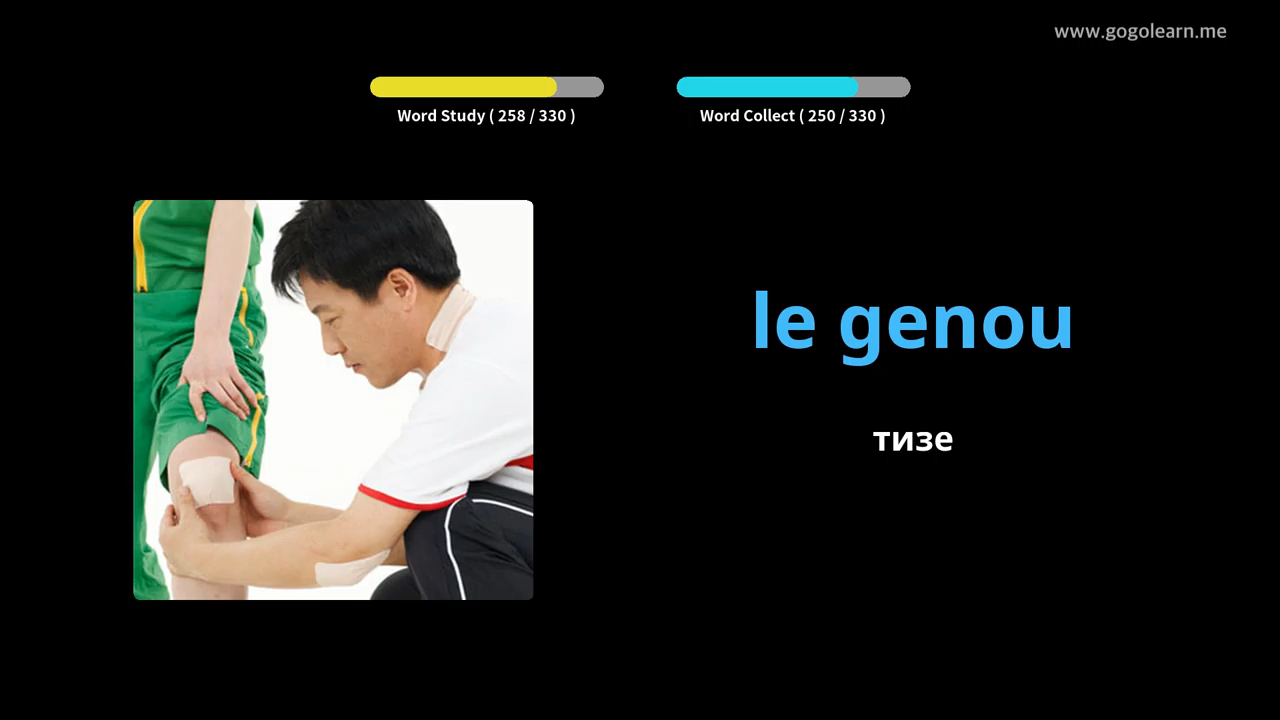 www.gogolearn.me
Word Study ( 258 / 330 )
Word Collect ( 250 / 330 )
le genou
тизе